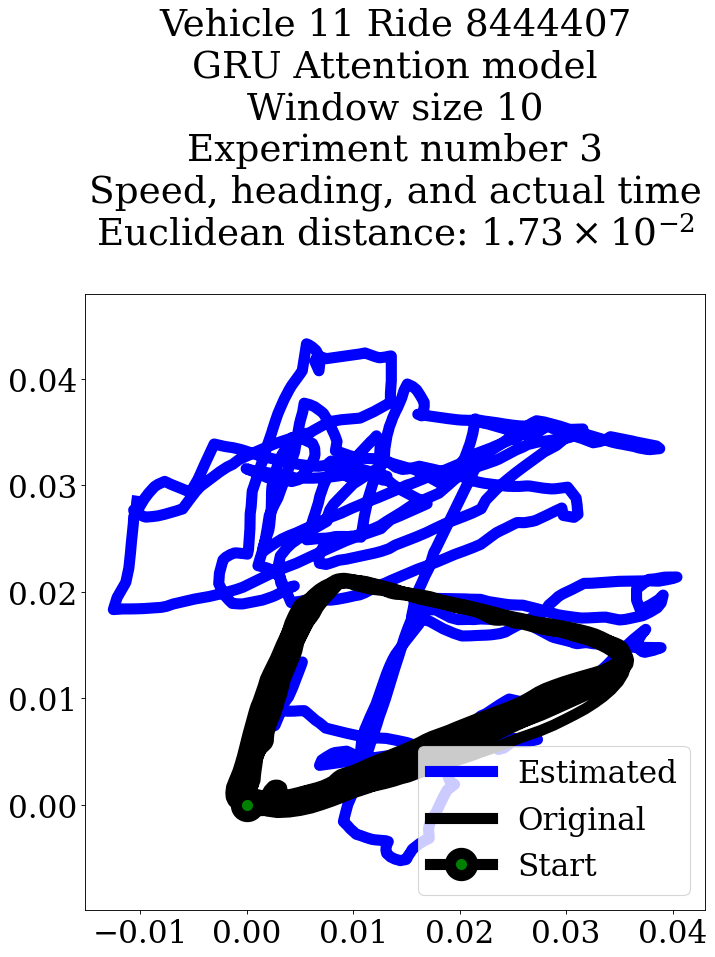 Vehicle 11 Ride 8444407
GRU Attention model
Window size 10
Experiment number 3
Speed, heading, and actual time
Euclidean distance: 1.73 × 10⁻²
0.04
0.03
0.02
0.01
0.00
Estimated
Original
Start
−0.01 0.00 0.01 0.02 0.03 0.04